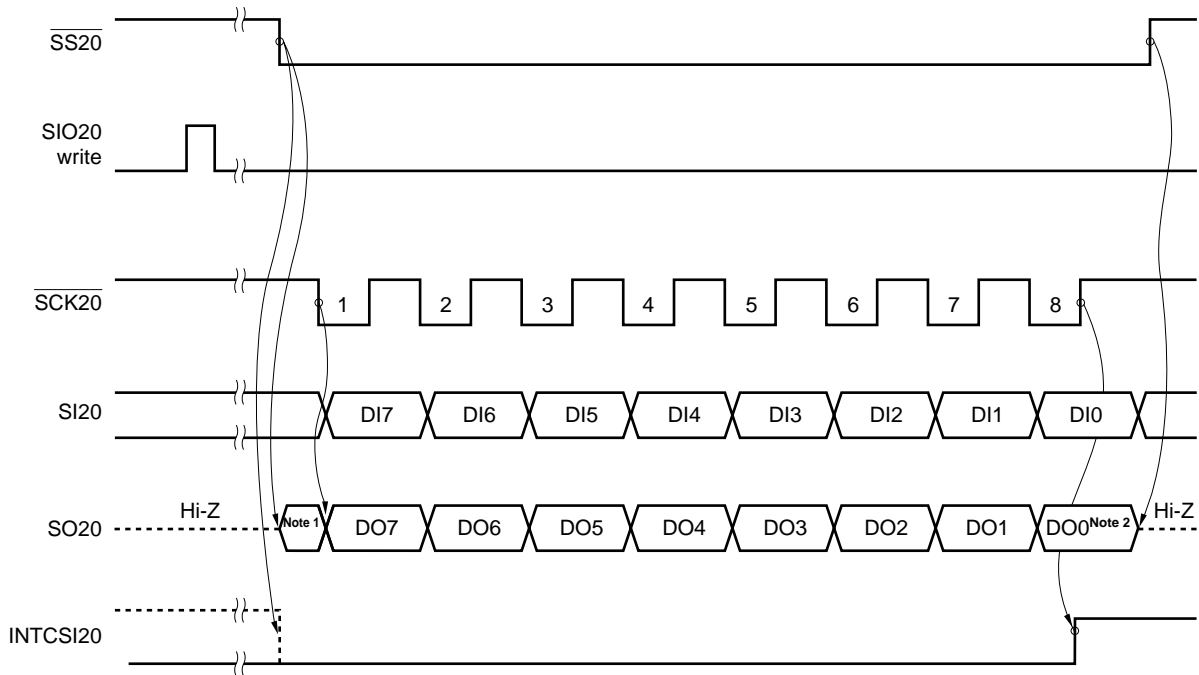 SS20
SIO20
write
SCK20
1 2 3 4 5 6 7 8
SI20
DI7 DI6 DI5 DI4 DI3 DI2 DI1 DI0
SO20
Hi-Z Note 1 DO7 DO6 DO5 DO4 DO3 DO2 DO1 DO0 Note 2 Hi-Z
INTCSI20